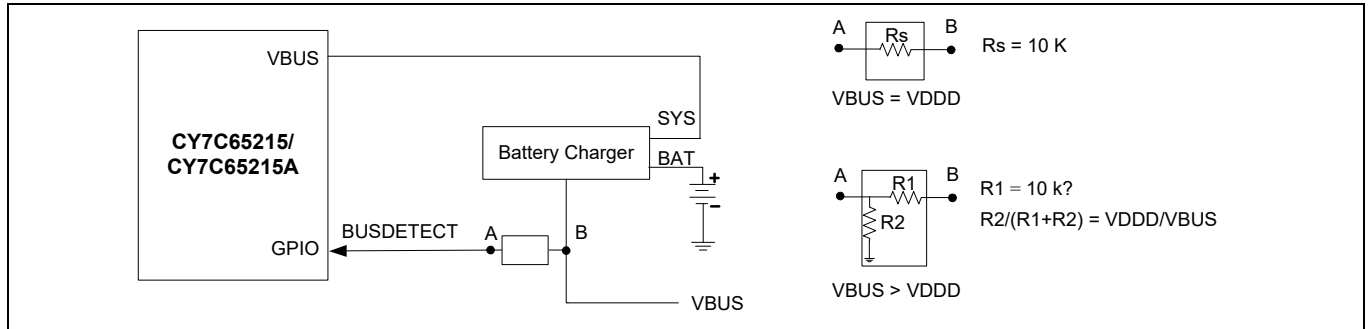 VBUS
CY7C65215/
CY7C65215A
GPIO
BUSDETECT
A
B
SYS
Battery Charger
BAT
+
-
VBUS
A
Rs
B
Rs = 10 K
VBUS = VDDD
A
R1
B
R2
R1 = 10 k?
R2/(R1+R2) = VDDD/VBUS
VBUS > VDDD